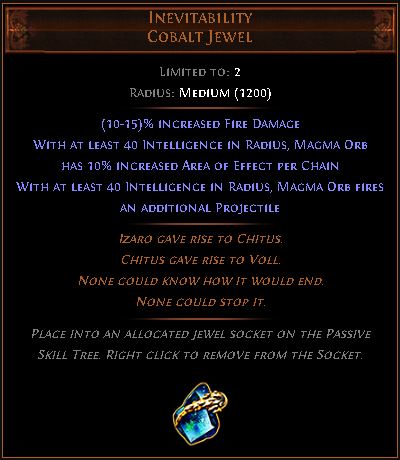 Inevitability
Cobalt Jewel
Limited to: 2
Radius: Medium (1200)
(10-15)% increased Fire Damage
With at least 40 Intelligence in Radius, Magma Orb
has 10% increased Area of Effect per Chain
With at least 40 Intelligence in Radius, Magma Orb fires
an additional Projectile
Izaro gave rise to Chitus.
Chitus gave rise to Voll.
None could know how it would end.
None could stop it.
Place into an allocated jewel socket on the Passive
Skill Tree. Right click to remove from the Socket.